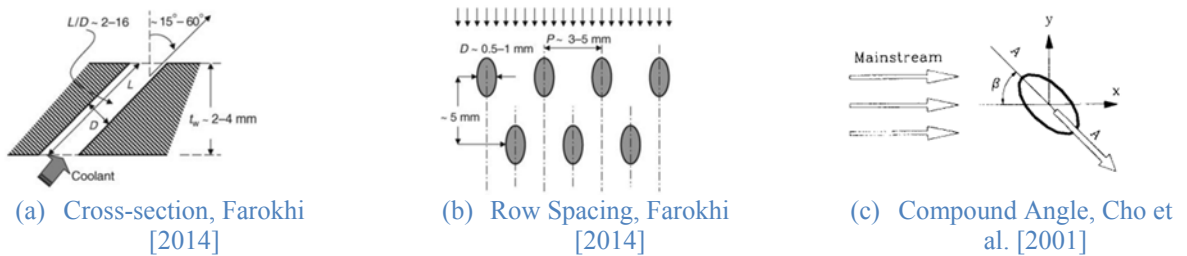 L/D ~ 2–16
~15°–60°
L
D
t_w ~ 2–4 mm
Coolant
(a) Cross-section, Farokhi
[2014]
P ~ 3–5 mm
D ~ 0.5–1 mm
~ 5 mm
(b) Row Spacing, Farokhi
[2014]
y
A
Mainstream
β
x
A
(c) Compound Angle, Cho et
al. [2001]